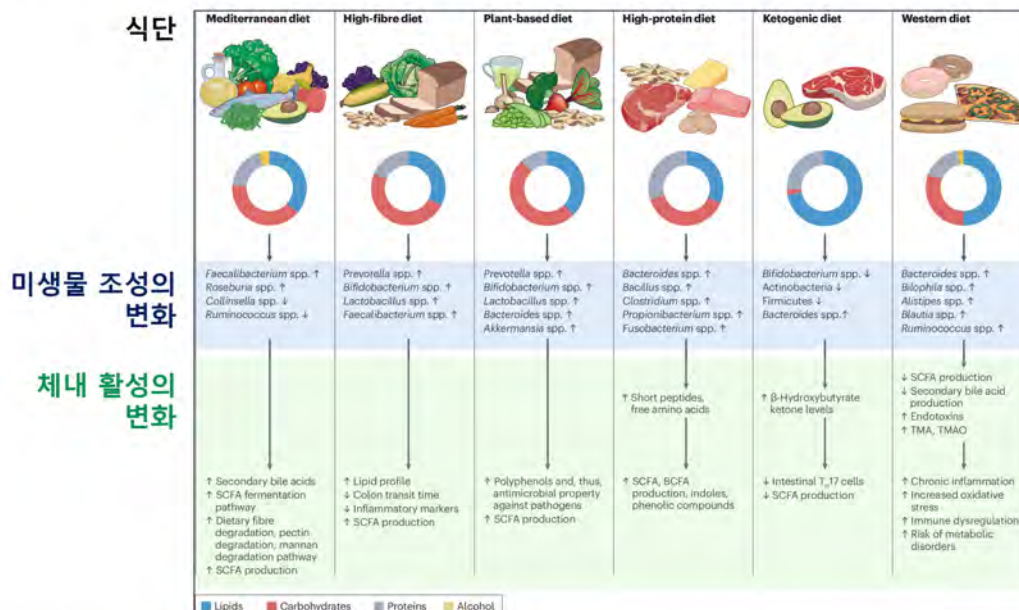 식단
Mediterranean diet
High-fibre diet
Plant-based diet
High-protein diet
Ketogenic diet
Western diet
미생물 조성의
변화
Faecalibacterium spp. ↑
Roseburia spp. ↑
Collinsella spp. ↓
Ruminococcus spp. ↓
Prevorella spp. ↑
Bifidobacterium spp. ↑
Lactobacillus spp. ↑
Faecalibacterium spp. ↑
Prevotella spp. ↑
Bifidobacterium spp. ↑
Lactobacillus spp. ↑
Bacteroides spp. ↑
Akkermansia spp. ↑
Bacteroides spp. ↑
Bacillus spp. ↑
Clostridium spp. ↑
Propionibacterium spp. ↑
Fusobacterium spp. ↑
Bifidobacterium spp. ↓
Actinobacteria ↓
Firmicutes ↓
Bacteroides spp.↑
Bacteroides spp. ↑
Bilophila spp. ↑
Alistipes spp. ↑
Blautia spp. ↑
Ruminococcus spp. ↑
체내 활성의
변화
↑ Secondary bile acids
↑ SCFA fermentation
pathway
↑ Dietary fibre
degradation, pectin
degradation, mannan
degradation pathway
↑ SCFA production
↑ Lipid profile
↓ Colon transit time
↓ Inflammatory markers
↑ SCFA production
↑ Polyphenols and, thus,
antimicrobial property
against pathogens
↑ SCFA production
↑ Short peptides,
free amino acids
↑ SCFA, BCFA
production, indoles,
phenolic compounds
↑ β-Hydroxybutyrate
ketone levels
↓ Intestinal TH17 cells
↓ SCFA production
↓ SCFA production
↓ Secondary bile acid
production
↑ Endotoxins
↑ TMA, TMAO
↑ Chronic inflammation
↑ Increased oxidative
stress
↑ Immune dysregulation
↑ Risk of metabolic
disorders
Lipids
Carbohydrates
Proteins
Alcohol